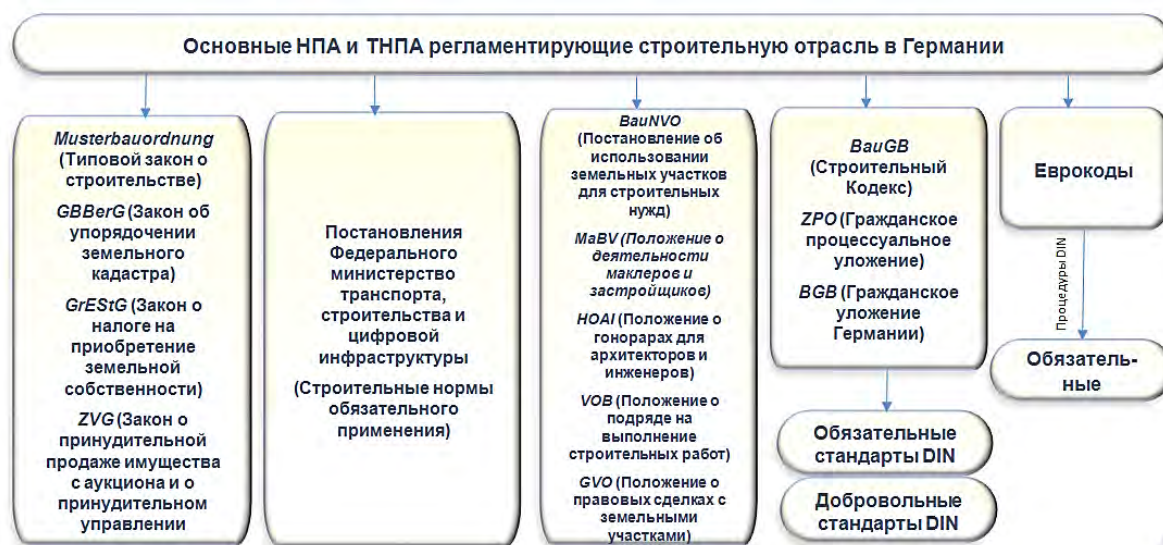 Основные НПА и ТНПА регламентирующие строительную отрасль в Германии
Musterbauordnung
(Типовой закон о
строительстве)
GBBerG (Закон об
упорядочении
земельного
кадастра)
GrEStG (Закон о
налоге на
приобретение
земельной
собственности)
ZVG (Закон о
принудительной
продаже имущества
с аукциона и о
принудительном
управлении
Постановления
Федерального
министерство
транспорта,
строительства и
цифровой
инфраструктуры
(Строительные нормы
обязательного
применения)
BauNVO
(Постановление об
использовании
земельных участков
для строительных
нужд)
MaBV (Положение о
деятельности
маклеров и
застройщиков)
HOAI (Положение о
гонорарах для
архитекторов и
инженеров)
VOB (Положение о
подряде на
выполнение
строительных работ)
GVO (Положение о
правовых сделках с
земельными
участками)
BauGB
(Строительный
Кодекс)
ZPO (Гражданское
процессуальное
уложение)
BGB (Гражданское
уложение
Германии)
Обязательные
стандарты DIN
Добровольные
стандарты DIN
Еврокоды
Процедуры DIN
Обязатель-
ные